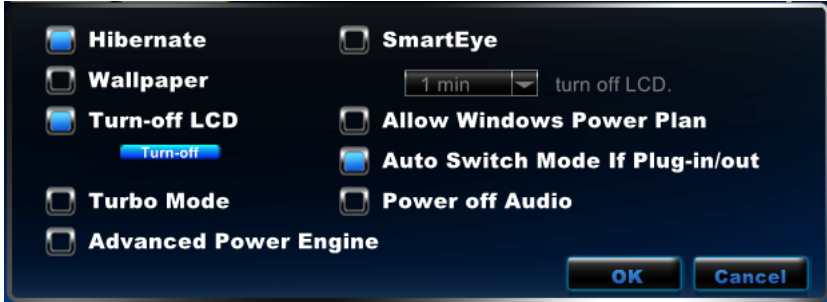 Hibernate
SmartEye
Wallpaper
1 min turn off LCD.
Turn-off LCD
Allow Windows Power Plan
Turn-off
Auto Switch Mode If Plug-in/out
Turbo Mode
Power off Audio
Advanced Power Engine
OK
Cancel